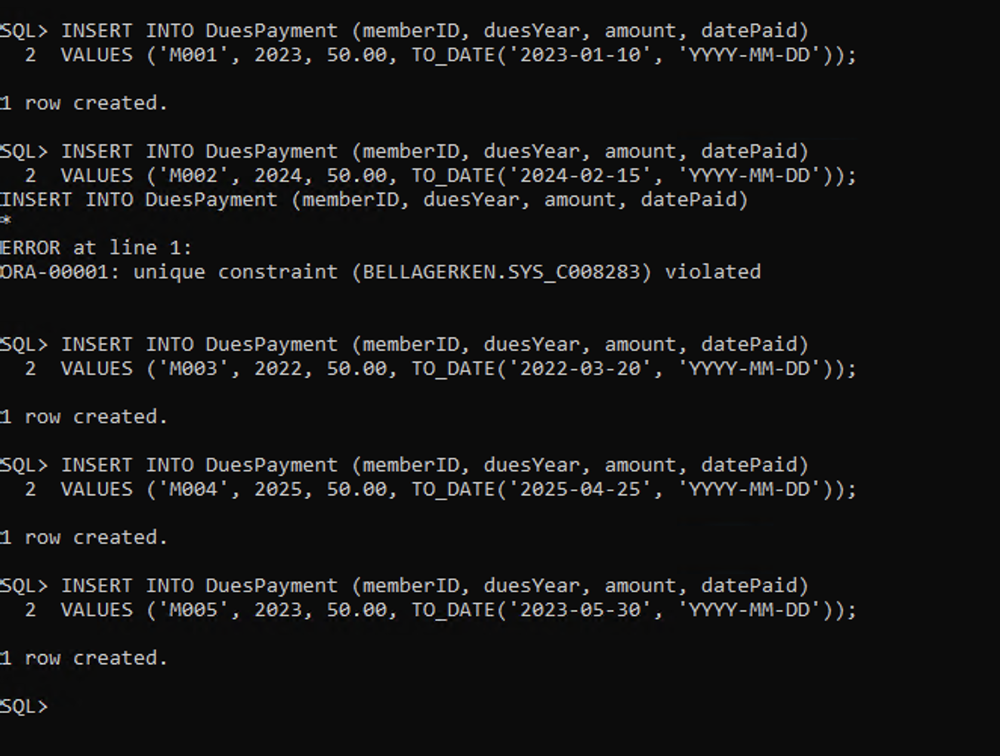 SQL> INSERT INTO DuesPayment (memberID, duesYear, amount, datePaid)
2 VALUES ('M001', 2023, 50.00, TO_DATE('2023-01-10', 'YYYY-MM-DD'));
1 row created.
SQL> INSERT INTO DuesPayment (memberID, duesYear, amount, datePaid)
2 VALUES ('M002', 2024, 50.00, TO_DATE('2024-02-15', 'YYYY-MM-DD'));
INSERT INTO DuesPayment (memberID, duesYear, amount, datePaid)
*
ERROR at line 1:
ORA-00001: unique constraint (BELLAGERKEN.SYS_C008283) violated
SQL> INSERT INTO DuesPayment (memberID, duesYear, amount, datePaid)
2 VALUES ('M003', 2022, 50.00, TO_DATE('2022-03-20', 'YYYY-MM-DD'));
1 row created.
SQL> INSERT INTO DuesPayment (memberID, duesYear, amount, datePaid)
2 VALUES ('M004', 2025, 50.00, TO_DATE('2025-04-25', 'YYYY-MM-DD'));
1 row created.
SQL> INSERT INTO DuesPayment (memberID, duesYear, amount, datePaid)
2 VALUES ('M005', 2023, 50.00, TO_DATE('2023-05-30', 'YYYY-MM-DD'));
1 row created.
SQL>